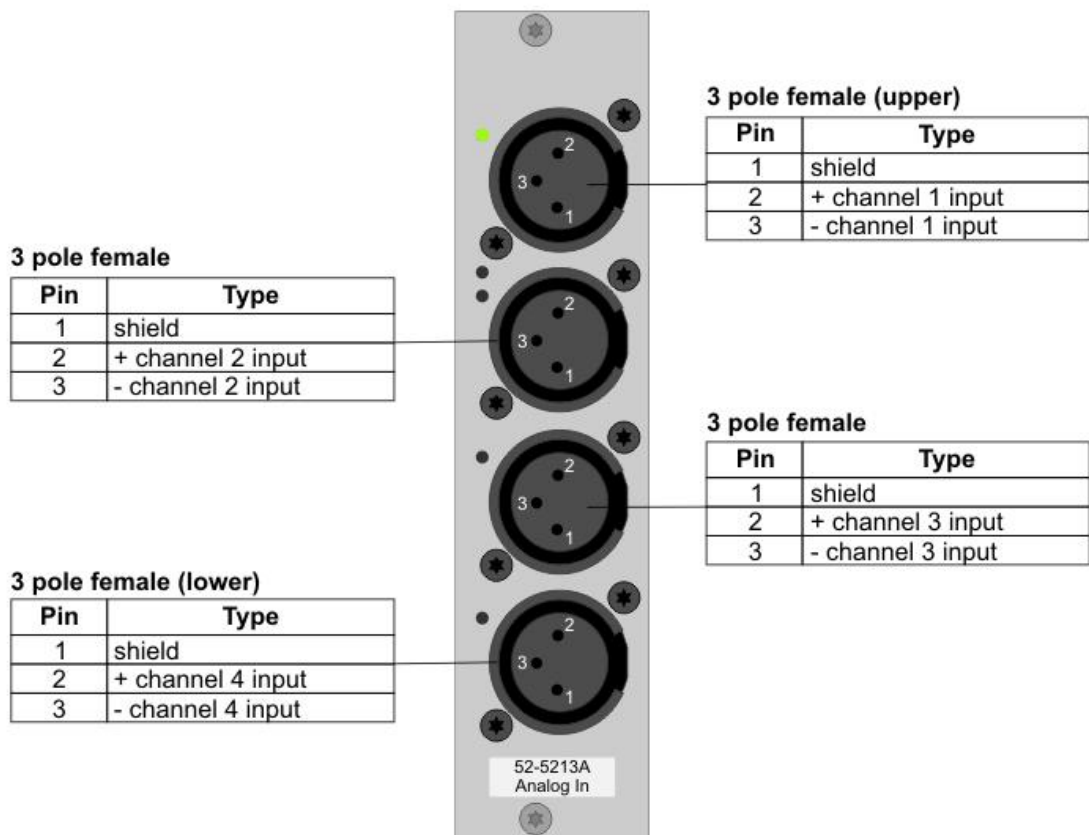 3 pole female (upper)
Pin Type
1 shield
2 + channel 1 input
3 - channel 1 input
2
3
1
3 pole female
Pin Type
1 shield
2 + channel 2 input
3 - channel 2 input
2
3
1
3 pole female
Pin Type
1 shield
2 + channel 3 input
3 - channel 3 input
2
3
1
3 pole female (lower)
Pin Type
1 shield
2 + channel 4 input
3 - channel 4 input
2
3
1
52-5213A
Analog In